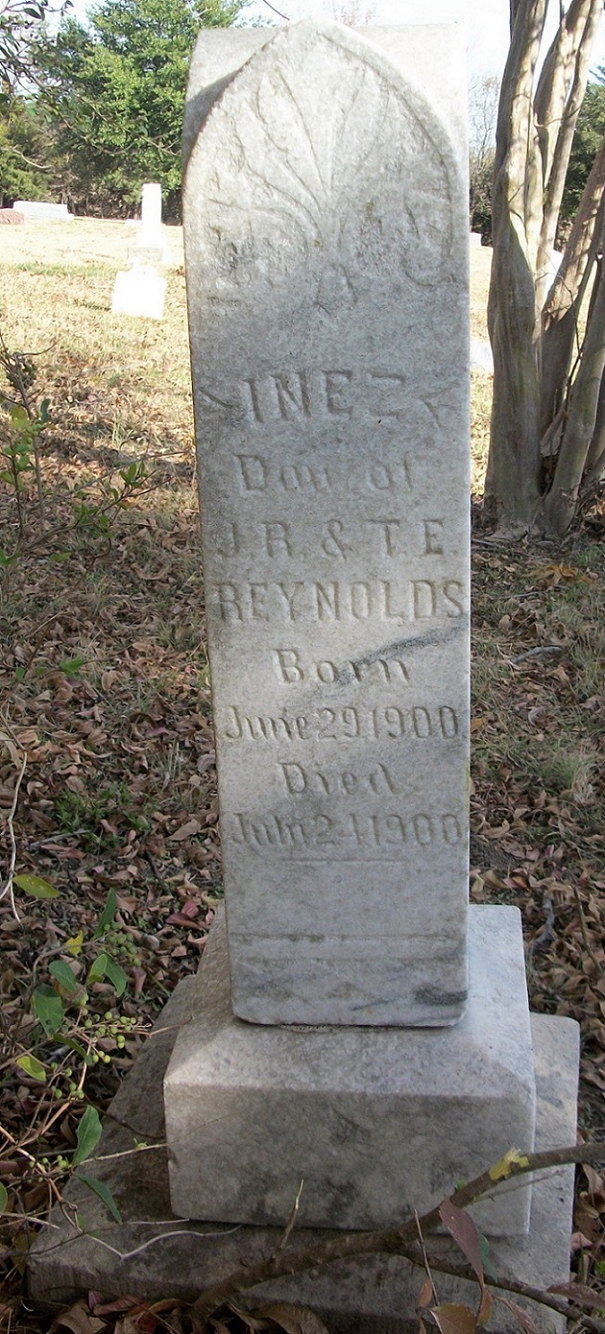 INEZ
Dau. of
J.R. & T.E.
REYNOLDS
Born
June 29, 1900.
Died
July 24, 1900